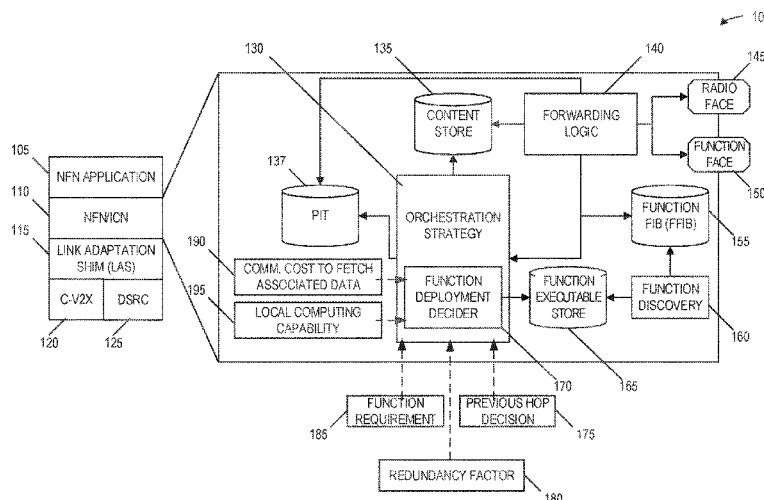 10
130
135
140
145
RADIO
FACE
CONTENT
STORE
FORWARDING
LOGIC
105
NFN APPLICATION
137
FUNCTION
FACE
150
110
NFN/ICN
PIT
ORCHESTRATION
STRATEGY
FUNCTION
FIB (FFIB)
155
115
LINK ADAPTATION
SHIM (LAS)
190
COMM. COST TO FETCH
ASSOCIATED DATA
FUNCTION
DEPLOYMENT
DECIDER
FUNCTION
EXECUTABLE
STORE
FUNCTION
DISCOVERY
C-V2X
DSRC
195
LOCAL COMPUTING
CAPABILITY
160
120
125
170
165
185
FUNCTION
REQUIREMENT
PREVIOUS HOP
DECISION
175
REDUNDANCY FACTOR
180